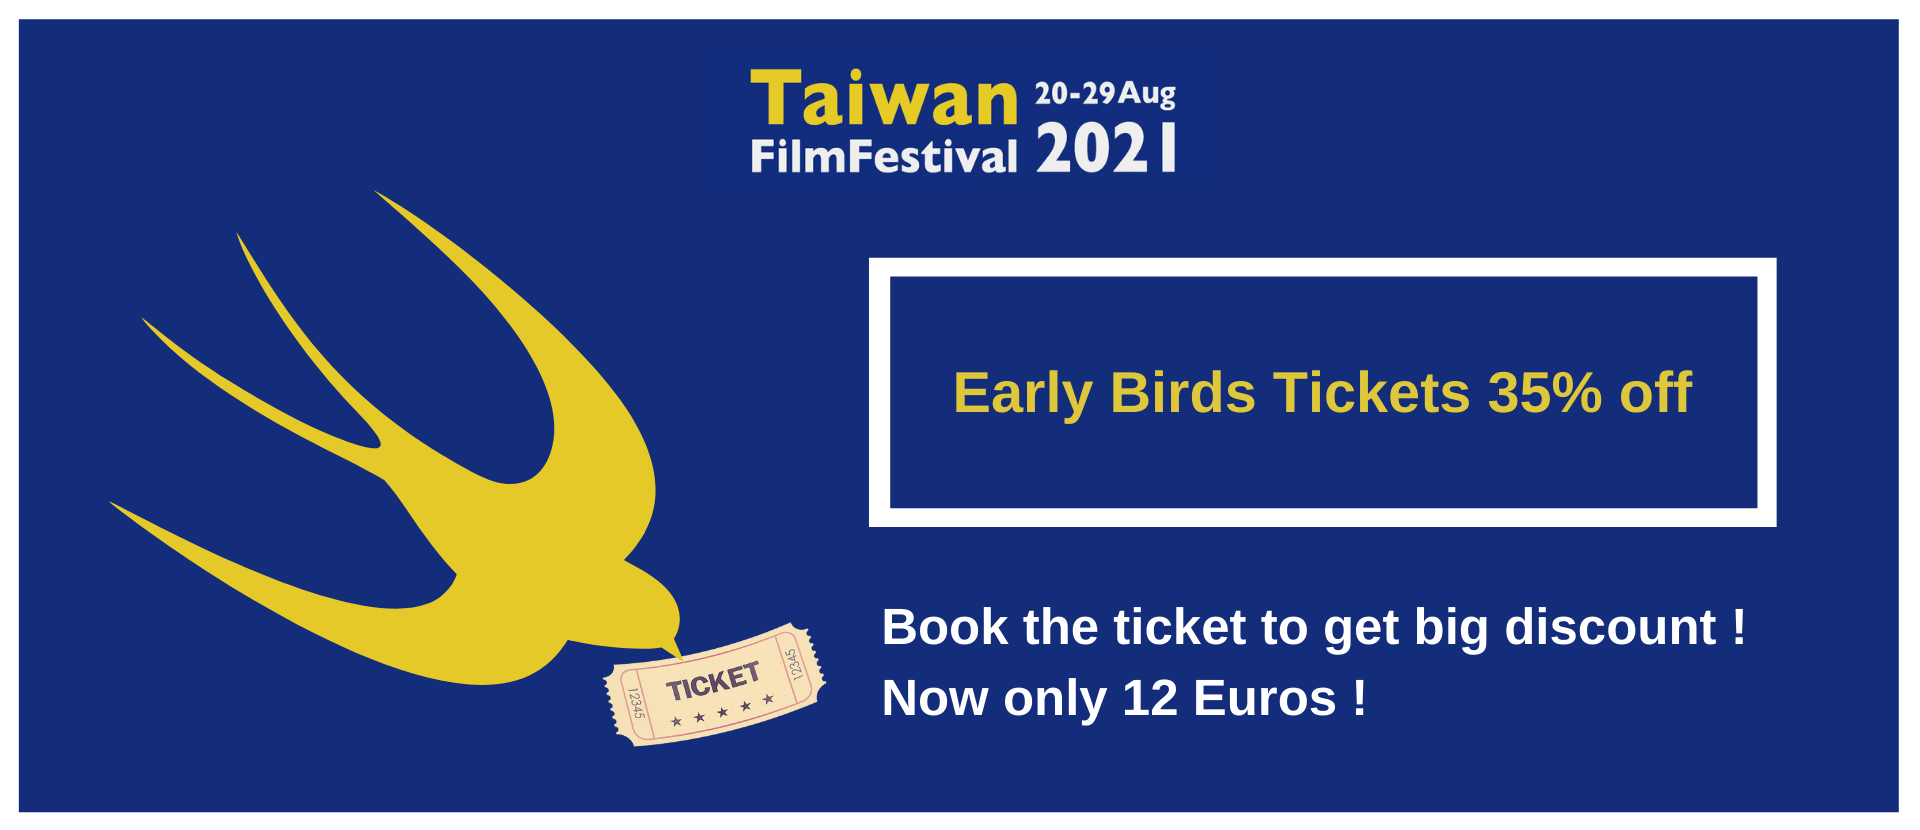 Taiwan 20-29Aug
FilmFestival 2021
Early Birds Tickets 35% off
Book the ticket to get big discount !
Now only 12 Euros !
12345 TICKET 12345
★ ★ ★ ★ ★